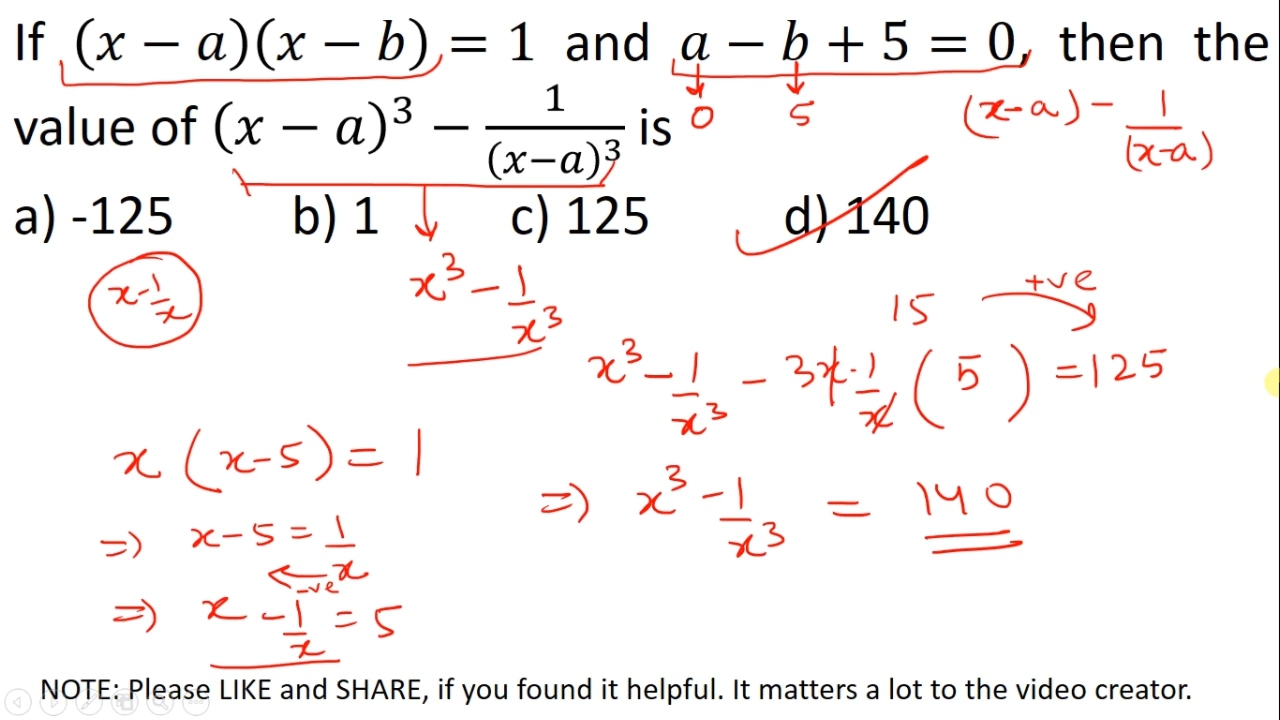 If (x − a)(x − b) = 1 and a − b + 5 = 0, then the
0 5
(x-a) - 1/(x-a)
value of (x − a)³ − 1/(x−a)³ is
a) -125 b) 1 c) 125 d) 140
x-1/x
x³ - 1/x³
15 +ve
x³ - 1/x³ - 3x·1/x (5) = 125
x (x-5) = 1
=> x³ - 1/x³ = 140
=> x-5 = 1/x
-ve
=> x - 1/x = 5
NOTE: Please LIKE and SHARE, if you found it helpful. It matters a lot to the video creator.